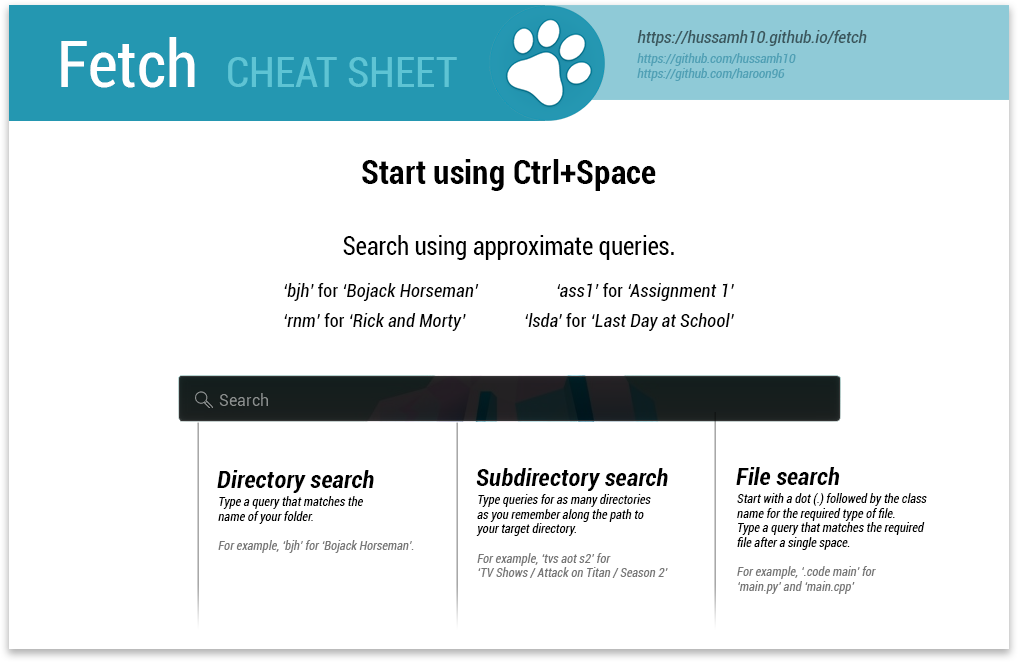 Fetch CHEAT SHEET
https://hussamh10.github.io/fetch
https://github.com/hussamh10
https://github.com/haroon96
Start using Ctrl+Space
Search using approximate queries.
‘bjh’ for ‘Bojack Horseman’
‘ass1’ for ‘Assignment 1’
‘rnm’ for ‘Rick and Morty’
‘lsda’ for ‘Last Day at School’
Search
Directory search
Type a query that matches the
name of your folder.
For example, ‘bjh’ for ‘Bojack Horseman’.
Subdirectory search
Type queries for as many directories
as you remember along the path to
your target directory.
For example, ‘tvs aot s2’ for
‘TV Shows / Attack on Titan / Season 2’
File search
Start with a dot (.) followed by the class
name for the required type of file.
Type a query that matches the required
file after a single space.
For example, ‘.code main’ for
‘main.py’ and ‘main.cpp’